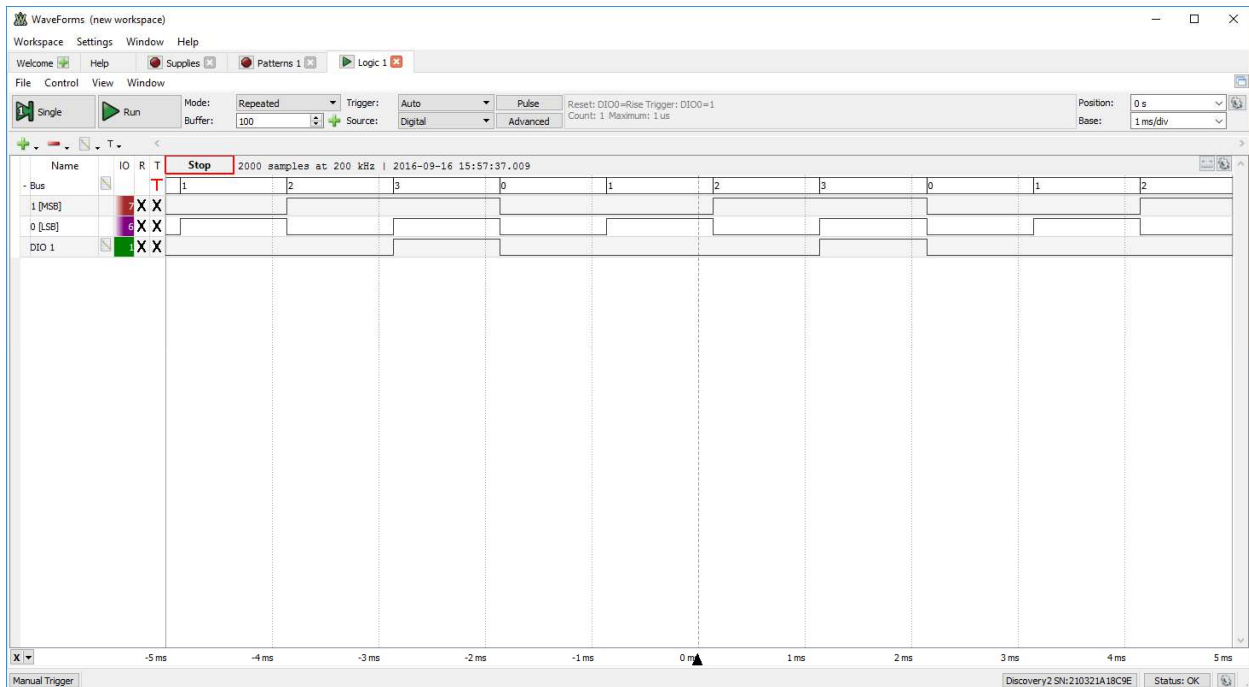 WaveForms (new workspace)
Workspace Settings Window Help
Welcome Help Supplies Patterns 1 Logic 1
File Control View Window
Single Run Mode: Repeated Trigger: Auto Pulse Reset: DIO0=Rise Trigger: DIO0=1 Position: 0 s
Buffer: 100 Source: Digital Advanced Count: 1 Maximum: 1 us Base: 1 ms/div
T
Name IO R T Stop 2000 samples at 200 kHz | 2016-09-16 15:57:37.009
- Bus T 1 2 3 0 1 2 3 0 1 2
1 [MSB] 7 X X
0 [LSB] 6 X X
DIO 1 1 X X
X -5 ms -4 ms -3 ms -2 ms -1 ms 0 ms 1 ms 2 ms 3 ms 4 ms 5 ms
Manual Trigger Discovery2 SN:210321A18C9E Status: OK